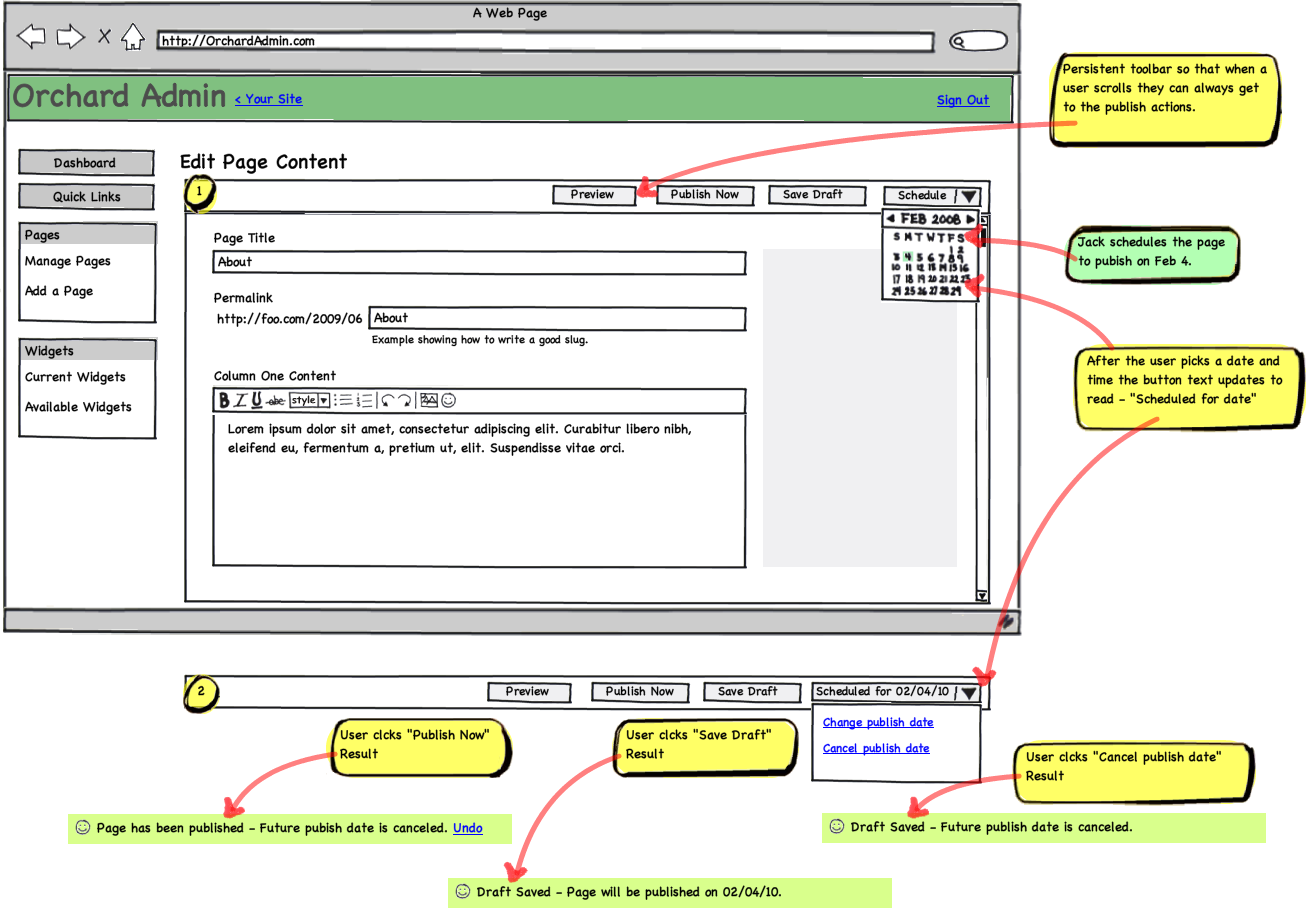 A Web Page
http://OrchardAdmin.com
Orchard Admin < Your Site
Sign Out
Persistent toolbar so that when a
user scrolls they can always get
to the publish actions.
Dashboard
Quick Links
Pages
Manage Pages
Add a Page
Widgets
Current Widgets
Available Widgets
Edit Page Content
1
Preview
Publish Now
Save Draft
Schedule
FEB 2008
S M T W T F S
1 2
3 4 5 6 7 8 9
10 11 12 13 14 15 16
17 18 19 20 21 22 23
24 25 26 27 28 29
Jack schedules the page
to pubish on Feb 4.
After the user picks a date and
time the button text updates to
read - "Scheduled for date"
Page Title
About
Permalink
http://foo.com/2009/06
About
Example showing how to write a good slug.
Column One Content
B I U abc style
Lorem ipsum dolor sit amet, consectetur adipiscing elit. Curabitur libero nibh,
eleifend eu, fermentum a, pretium ut, elit. Suspendisse vitae orci.
2
Preview
Publish Now
Save Draft
Scheduled for 02/04/10
Change publish date
Cancel publish date
User clcks "Publish Now"
Result
User clcks "Save Draft"
Result
User clcks "Cancel publish date"
Result
Page has been published - Future pubish date is canceled. Undo
Draft Saved - Future publish date is canceled.
Draft Saved - Page will be published on 02/04/10.